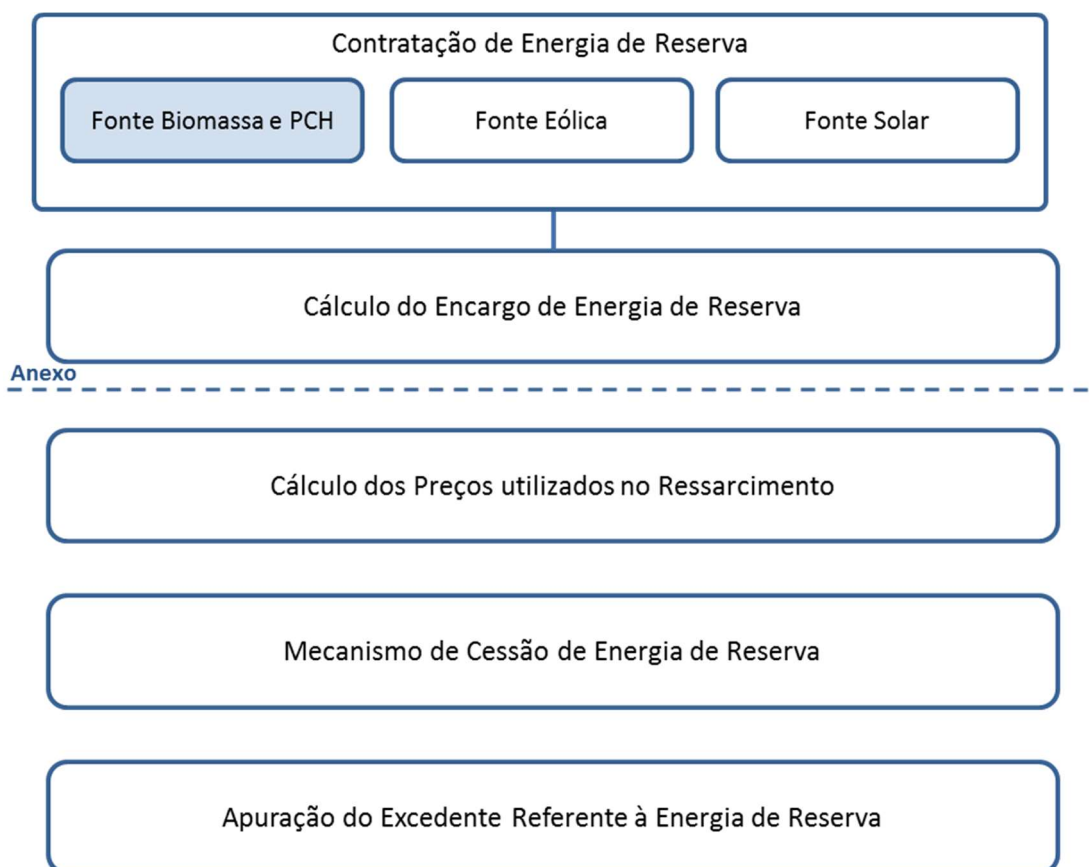 Contratação de Energia de Reserva
Fonte Biomassa e PCH
Fonte Eólica
Fonte Solar
Cálculo do Encargo de Energia de Reserva
Anexo
Cálculo dos Preços utilizados no Ressarcimento
Mecanismo de Cessão de Energia de Reserva
Apuração do Excedente Referente à Energia de Reserva